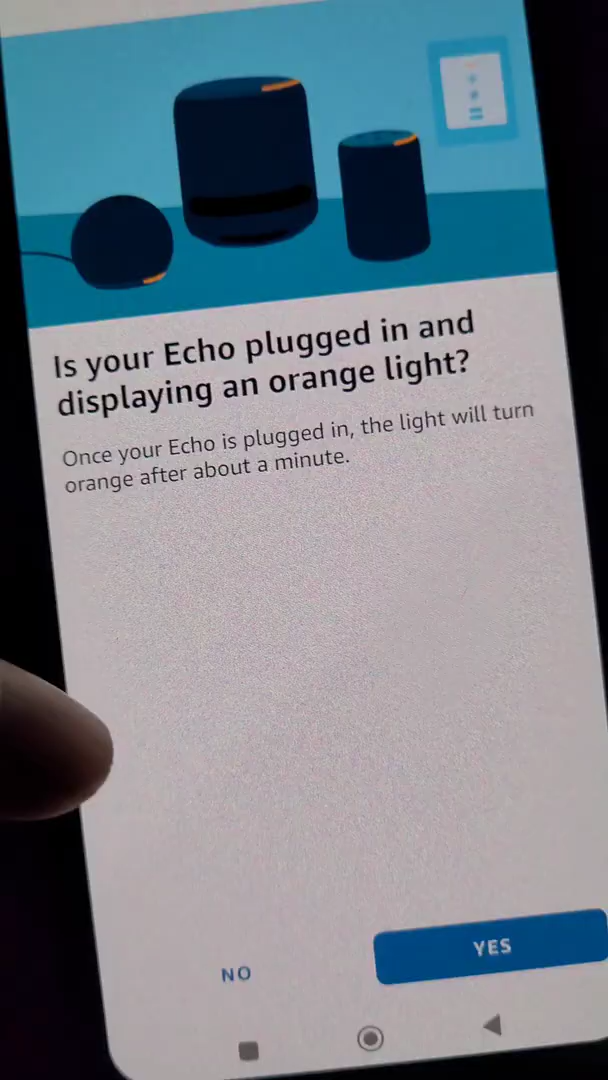 Is your Echo plugged in and
displaying an orange light?
Once your Echo is plugged in, the light will turn
orange after about a minute.
NO
YES